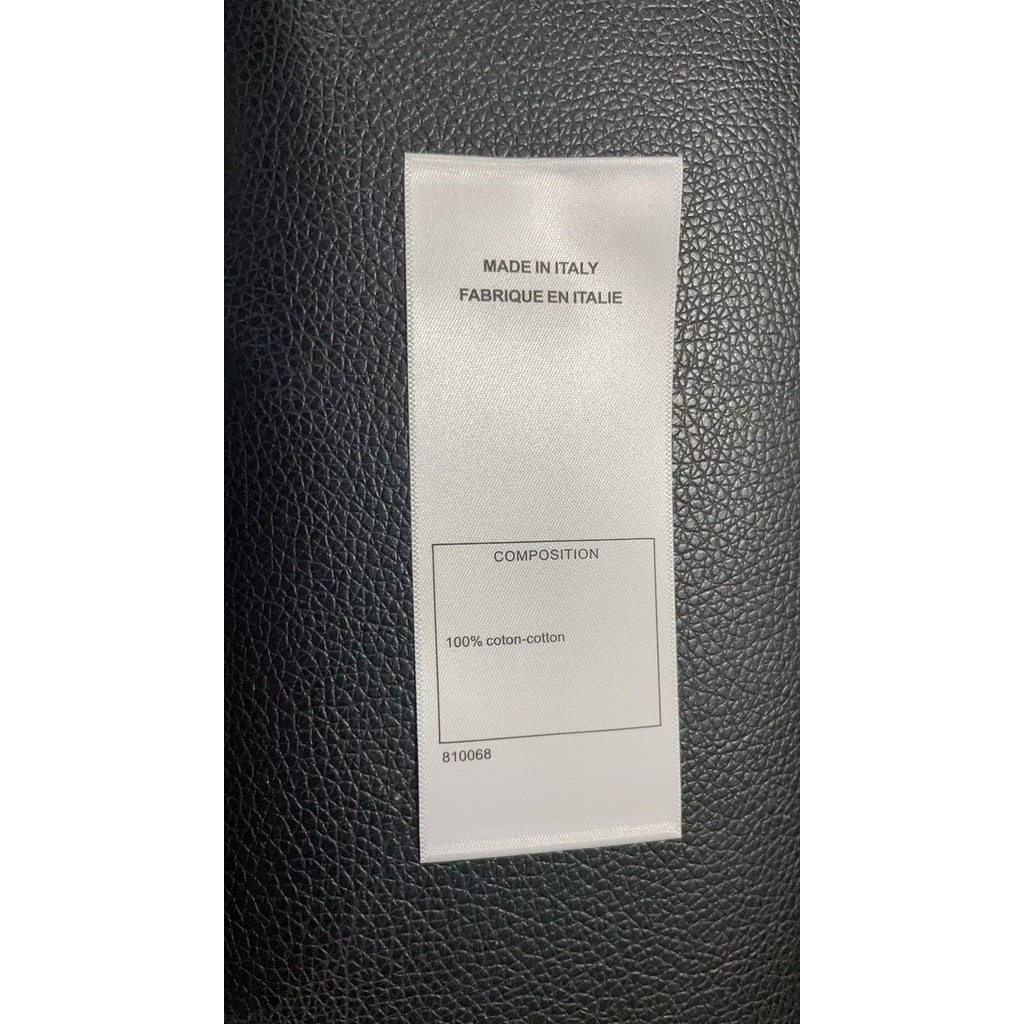 MADE IN ITALY
FABRIQUE EN ITALIE
COMPOSITION
100% coton-cotton
810068